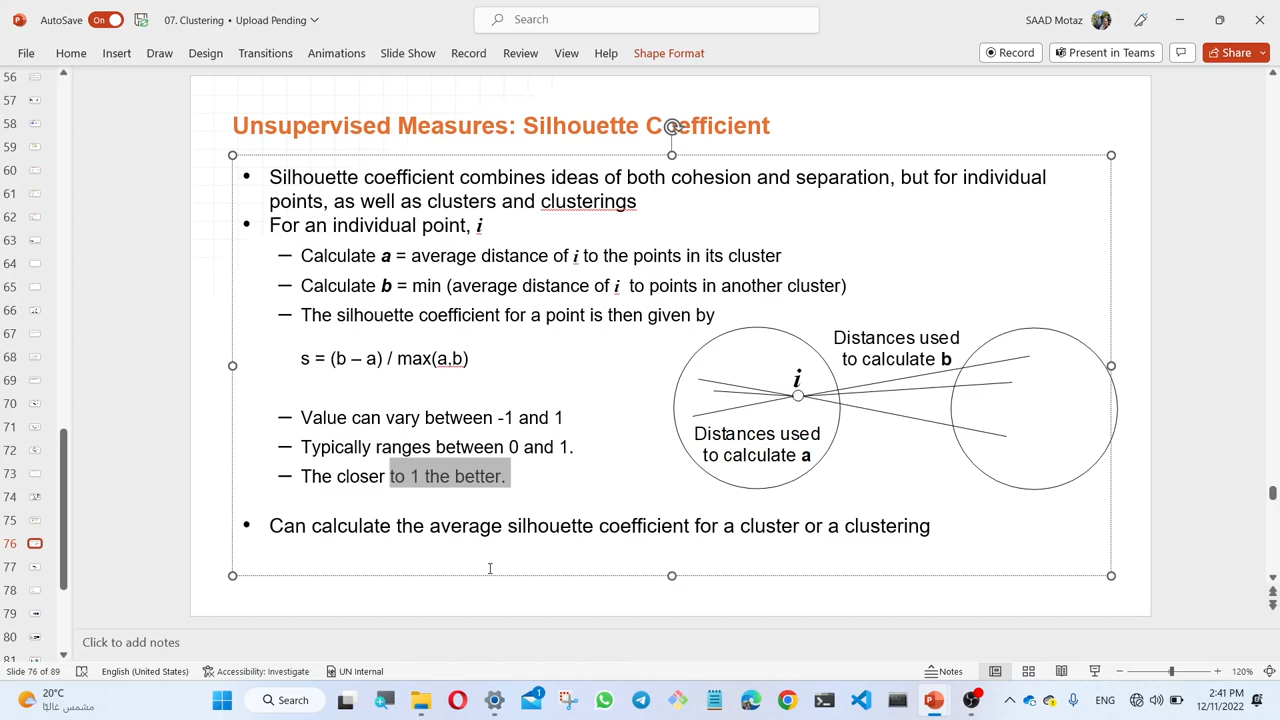 AutoSave
On
07. Clustering • Upload Pending
Search
SAAD Motaz
File
Home
Insert
Draw
Design
Transitions
Animations
Slide Show
Record
Review
View
Help
Shape Format
Record
Present in Teams
Share
56
57
58
59
60
61
62
63
64
65
66
67
68
69
70
71
72
73
74
75
76
77
78
79
80
81
Unsupervised Measures: Silhouette Coefficient
• Silhouette coefficient combines ideas of both cohesion and separation, but for individual
points, as well as clusters and clusterings
• For an individual point, i
– Calculate a = average distance of i to the points in its cluster
– Calculate b = min (average distance of i to points in another cluster)
– The silhouette coefficient for a point is then given by
s = (b – a) / max(a,b)
– Value can vary between -1 and 1
– Typically ranges between 0 and 1.
– The closer to 1 the better.
• Can calculate the average silhouette coefficient for a cluster or a clustering
Distances used
to calculate b
i
Distances used
to calculate a
Click to add notes
Slide 76 of 89
English (United States)
Accessibility: Investigate
UN Internal
Notes
120%
20°C
مشمس غالبًا
Search
1
ENG
2:41 PM
12/11/2022